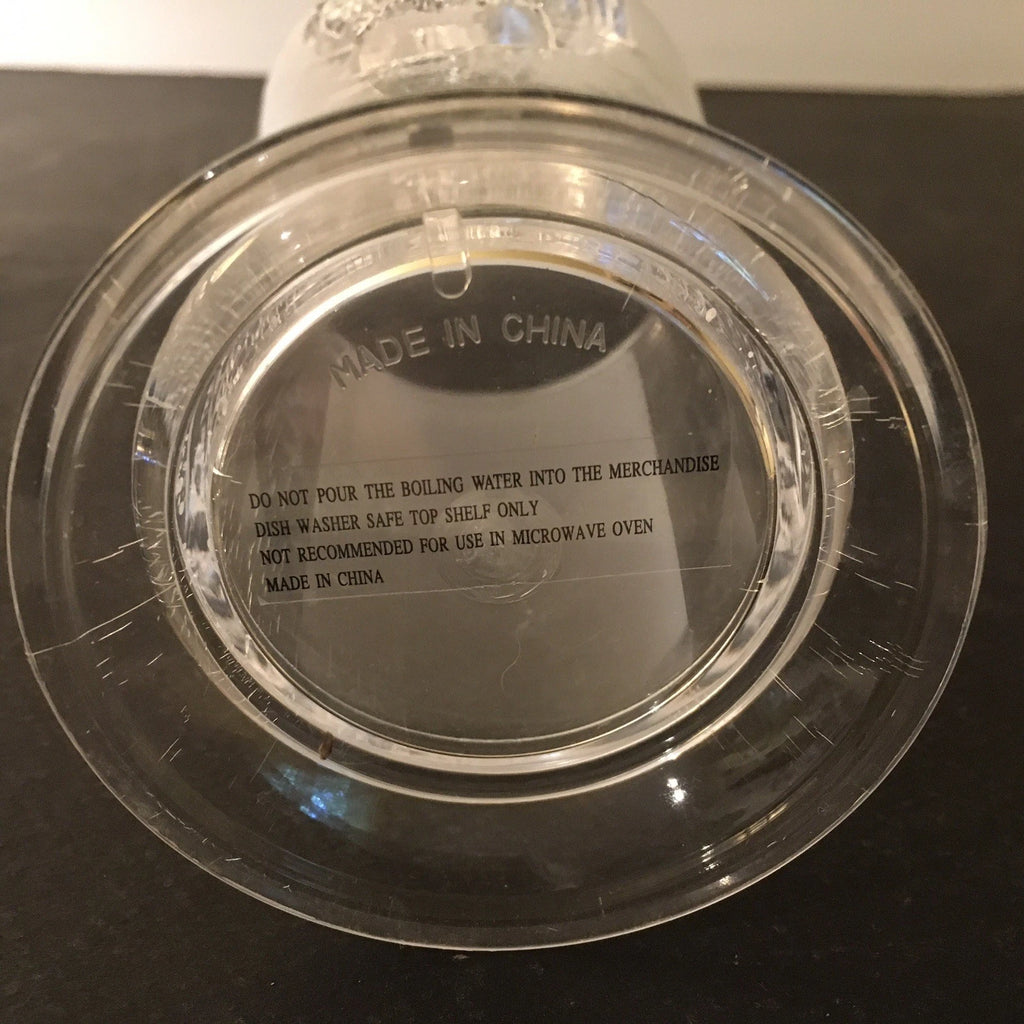 MADE IN CHINA
DO NOT POUR THE BOILING WATER INTO THE MERCHANDISE
DISH WASHER SAFE TOP SHELF ONLY
NOT RECOMMENDED FOR USE IN MICROWAVE OVEN
MADE IN CHINA